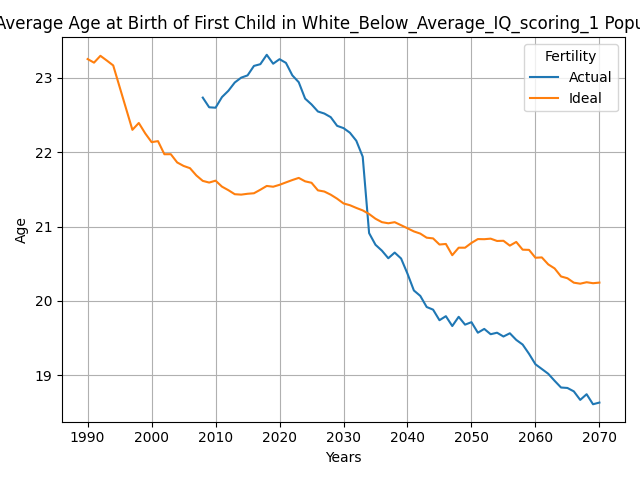 Average Age at Birth of First Child in White_Below_Average_IQ_scoring_1 Popu
Fertility
Actual
Ideal
Age
23
22
21
20
19
1990 2000 2010 2020 2030 2040 2050 2060 2070
Years